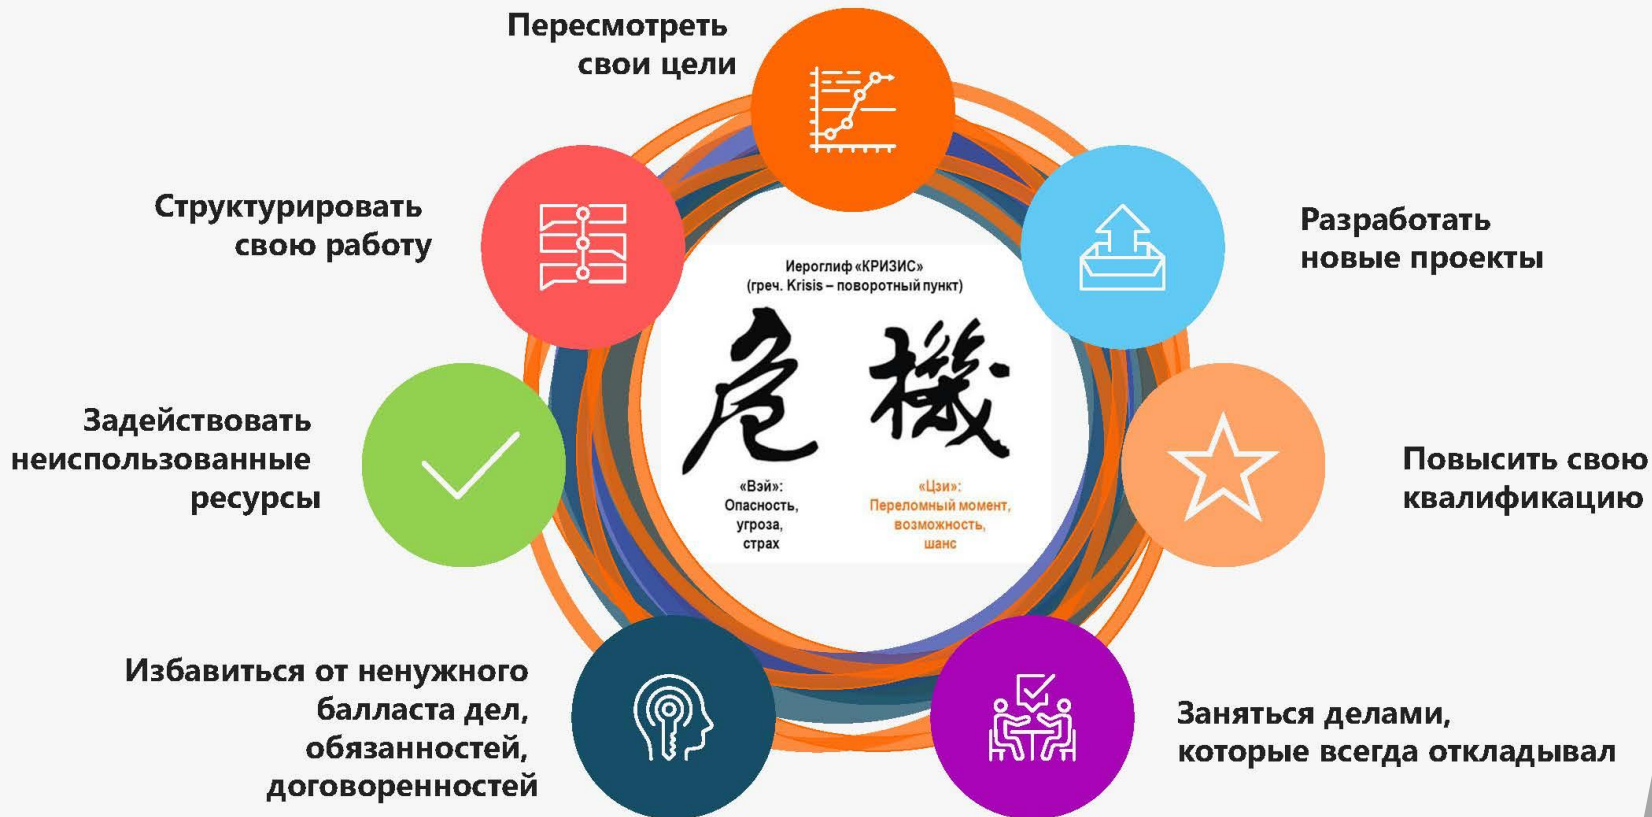 Пересмотреть
свои цели
Структурировать
свою работу
Разработать
новые проекты
Иероглиф «КРИЗИС»
(греч. Krisis – поворотный пункт)
危 機
«Вэй»:
Опасность,
угроза,
страх
«Цзи»:
Переломный момент,
возможность,
шанс
Задействовать
неиспользованные
ресурсы
Повысить свою
квалификацию
Избавиться от ненужного
балласта дел,
обязанностей,
договоренностей
Заняться делами,
которые всегда откладывал